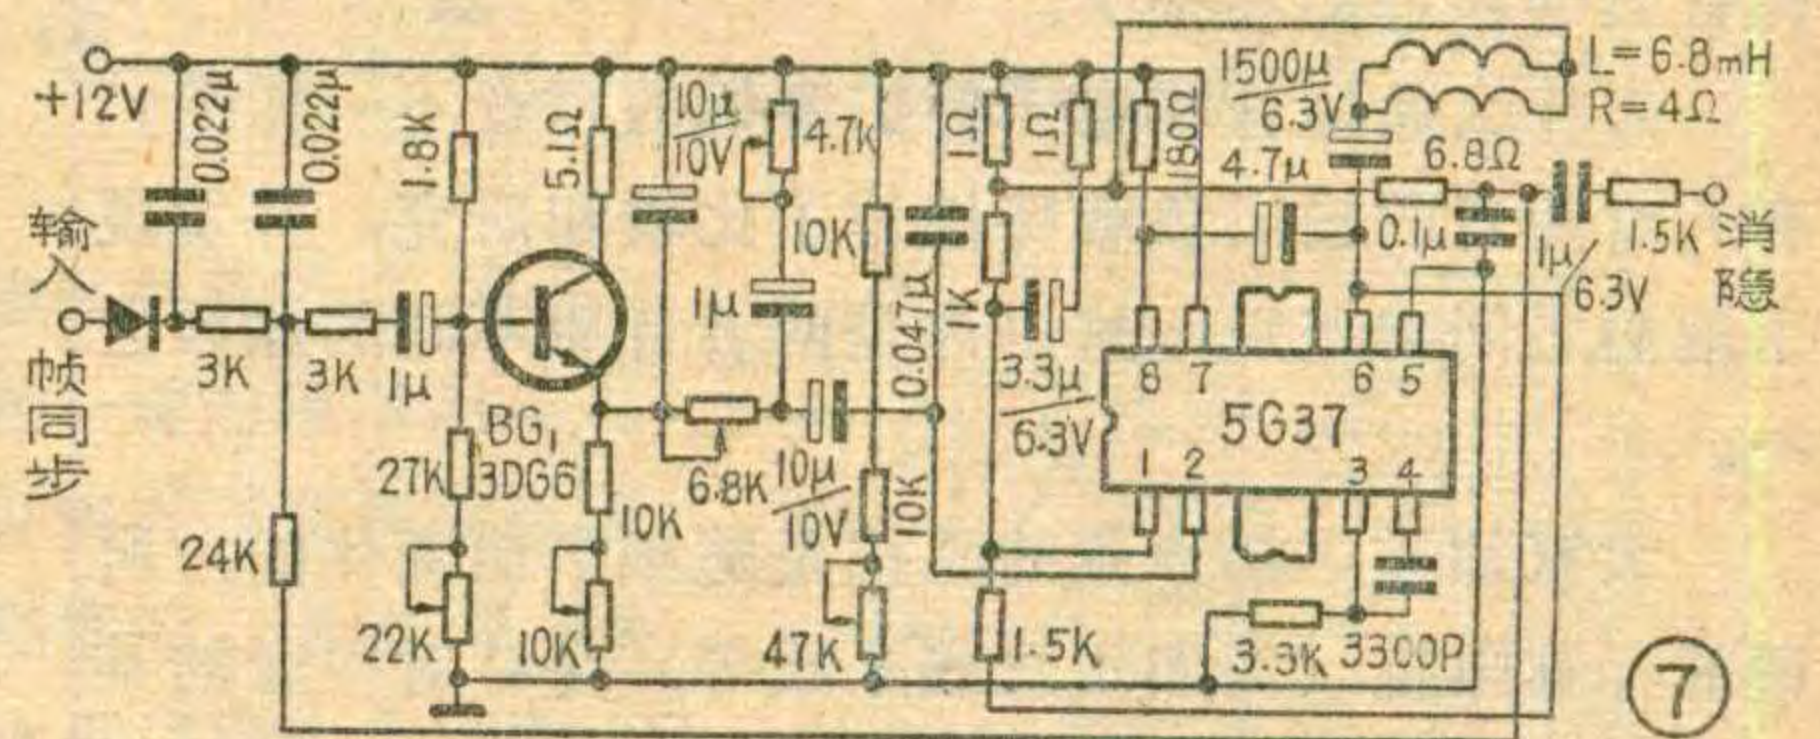 +12V
0.022μ
0.022μ
1.8K
5.1Ω
10μ/10V
4.7K
1Ω
1Ω
180Ω
1500μ/6.3V
L=6.8mH
R=4Ω
4.7μ
6.8Ω
输入
帧同步
3K
3K
1μ
1μ
10K
0.047μ
1K
3.3μ/6.3V
0.1μ
1μ/6.3V
1.5K
消隐
8 7 6 5
5G37
1 2 3 4
27K
BG₁
3DG6
10K
6.8K
10μ/10V
10K
24K
22K
10K
47K
1.5K
3.3K
3300P
7